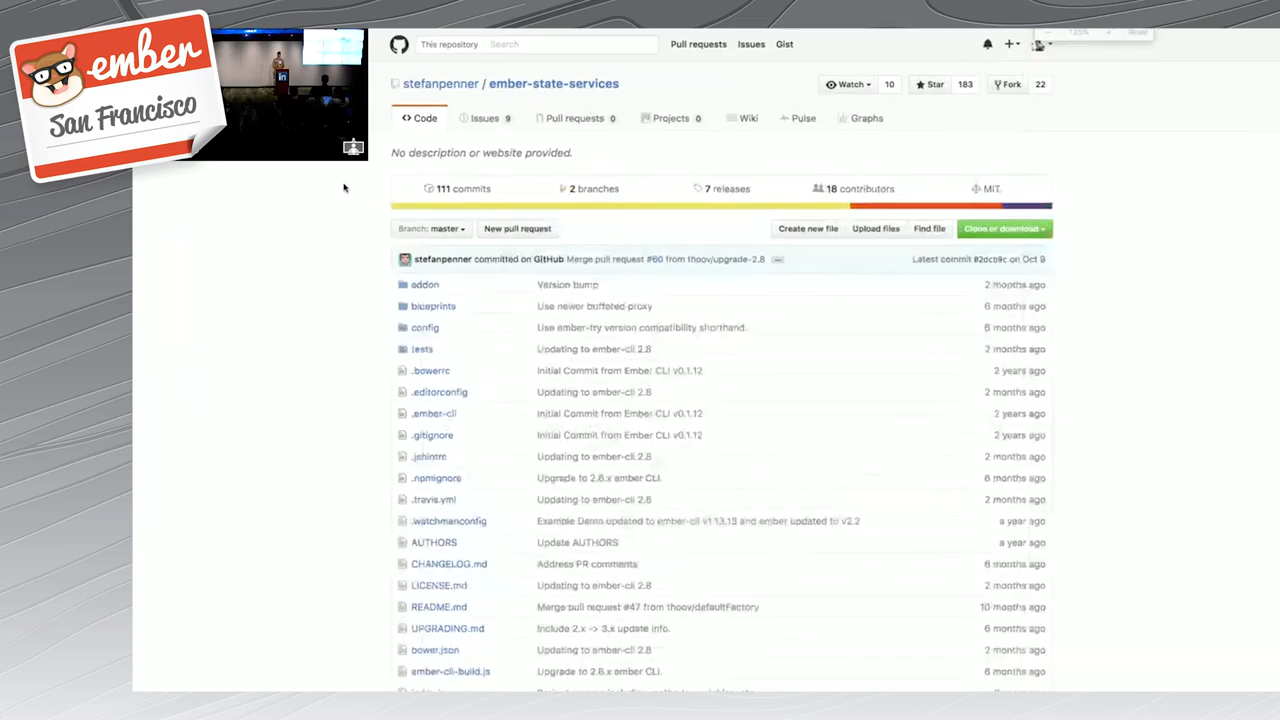 ember
San Francisco
in
This repository Search Pull requests Issues Gist
125%
stefanpenner / ember-state-services Watch 10 Star 183 Fork 22
Code Issues 9 Pull requests 0 Projects 0 Wiki Pulse Graphs
No description or website provided.
111 commits 2 branches 7 releases 18 contributors MIT
Branch: master New pull request Create new file Upload files Find file Clone or download
stefanpenner committed on GitHub Merge pull request #60 from thoov/upgrade-2.8 ... Latest commit 02dcb9c on Oct 9
addon Version bump 2 months ago
blueprints Use newer buffered-proxy 6 months ago
config Use ember-try version compatibility shorthand. 6 months ago
tests Updating to ember-cli 2.8 2 months ago
.bowerrc Initial Commit from Ember CLI v0.1.12 2 years ago
.editorconfig Updating to ember-cli 2.8 2 months ago
.ember-cli Initial Commit from Ember CLI v0.1.12 2 years ago
.gitignore Initial Commit from Ember CLI v0.1.12 2 years ago
.jshintrc Updating to ember-cli 2.8 2 months ago
.npmignore Upgrade to 2.6.x ember CLI. 6 months ago
.travis.yml Updating to ember-cli 2.8 2 months ago
.watchmanconfig Example Demo updated to ember-cli v1.13.13 and ember updated to v2.2 a year ago
AUTHORS Update AUTHORS a year ago
CHANGELOG.md Address PR comments 6 months ago
LICENSE.md Updating to ember-cli 2.8 2 months ago
README.md Merge pull request #47 from thoov/defaultFactory 10 months ago
UPGRADING.md Include 2.x -> 3.x update info. 6 months ago
bower.json Updating to ember-cli 2.8 2 months ago
ember-cli-build.js Upgrade to 2.6.x ember CLI. 6 months ago